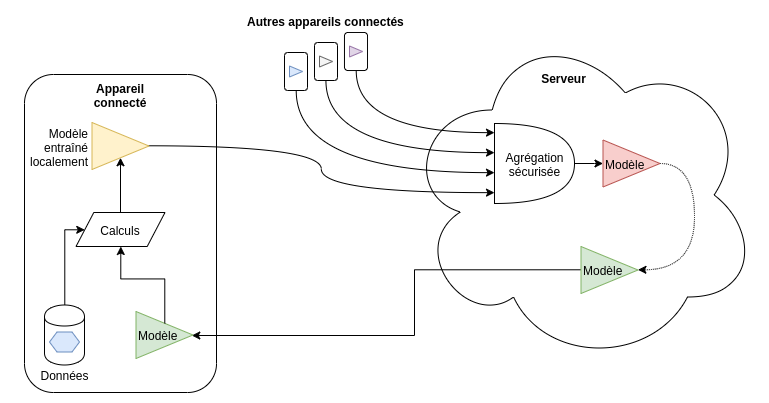 Autres appareils connectés
Appareil
connecté
Serveur
Modèle
entraîné
localement
Agrégation
sécurisée
Modèle
Calculs
Modèle
Modèle
Données